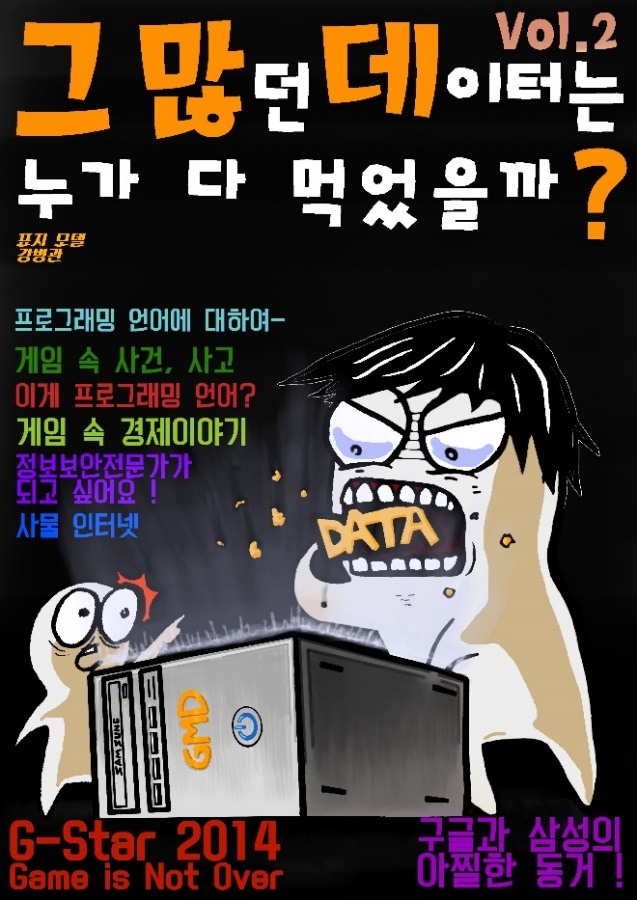 Vol.2
그 많던 데이터는
누가 다 먹었을까?
표지 모델
강병관
프로그래밍 언어에 대하여-
게임 속 사건, 사고
이게 프로그래밍 언어?
게임 속 경제이야기
정보보안전문가가
되고 싶어요 !
사물 인터넷
DATA
GMD
SAMSUNG
G-Star 2014
Game is Not Over
구글과 삼성의
아찔한 동거 !